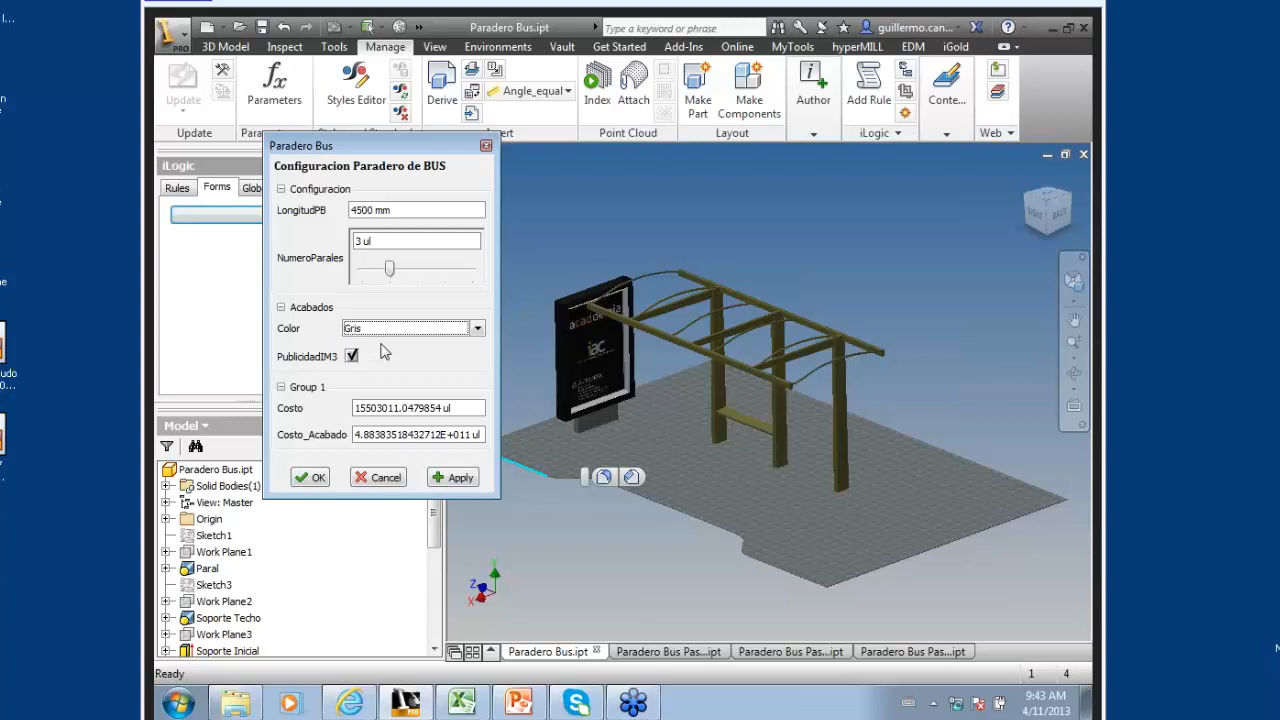 PRO
Paradero Bus.ipt
Type a keyword or phrase
guillermo.can...
3D Model
Inspect
Tools
Manage
View
Environments
Vault
Get Started
Add-Ins
Online
MyTools
hyperMILL
EDM
iGold
Update
fx
Parameters
Styles Editor
Derive
Angle_equal
Index
Attach
Make
Part
Make
Components
Author
Add Rule
Conte...
Update
Point Cloud
Layout
iLogic
Web
iLogic
Rules
Forms
Glob
Paradero Bus
Configuracion Paradero de BUS
Configuracion
LongitudPB
4500 mm
3 ul
NumeroParales
Acabados
Color
Gris
PublicidadIM3
Group 1
Costo
15503011.0479854 ul
Costo_Acabado
4.88383518432712E+011 ul
OK
Cancel
Apply
Model
Paradero Bus.ipt
Solid Bodies(1)
View: Master
Origin
Sketch1
Work Plane1
Paral
Sketch3
Work Plane2
Soporte Techo
Work Plane3
Soporte Inicial
acaddemia
iac
Y
Z
X
Paradero Bus.ipt
Paradero Bus Pas...ipt
Paradero Bus Pas...ipt
Paradero Bus Pas...ipt
Ready
1
4
9:43 AM
4/11/2013